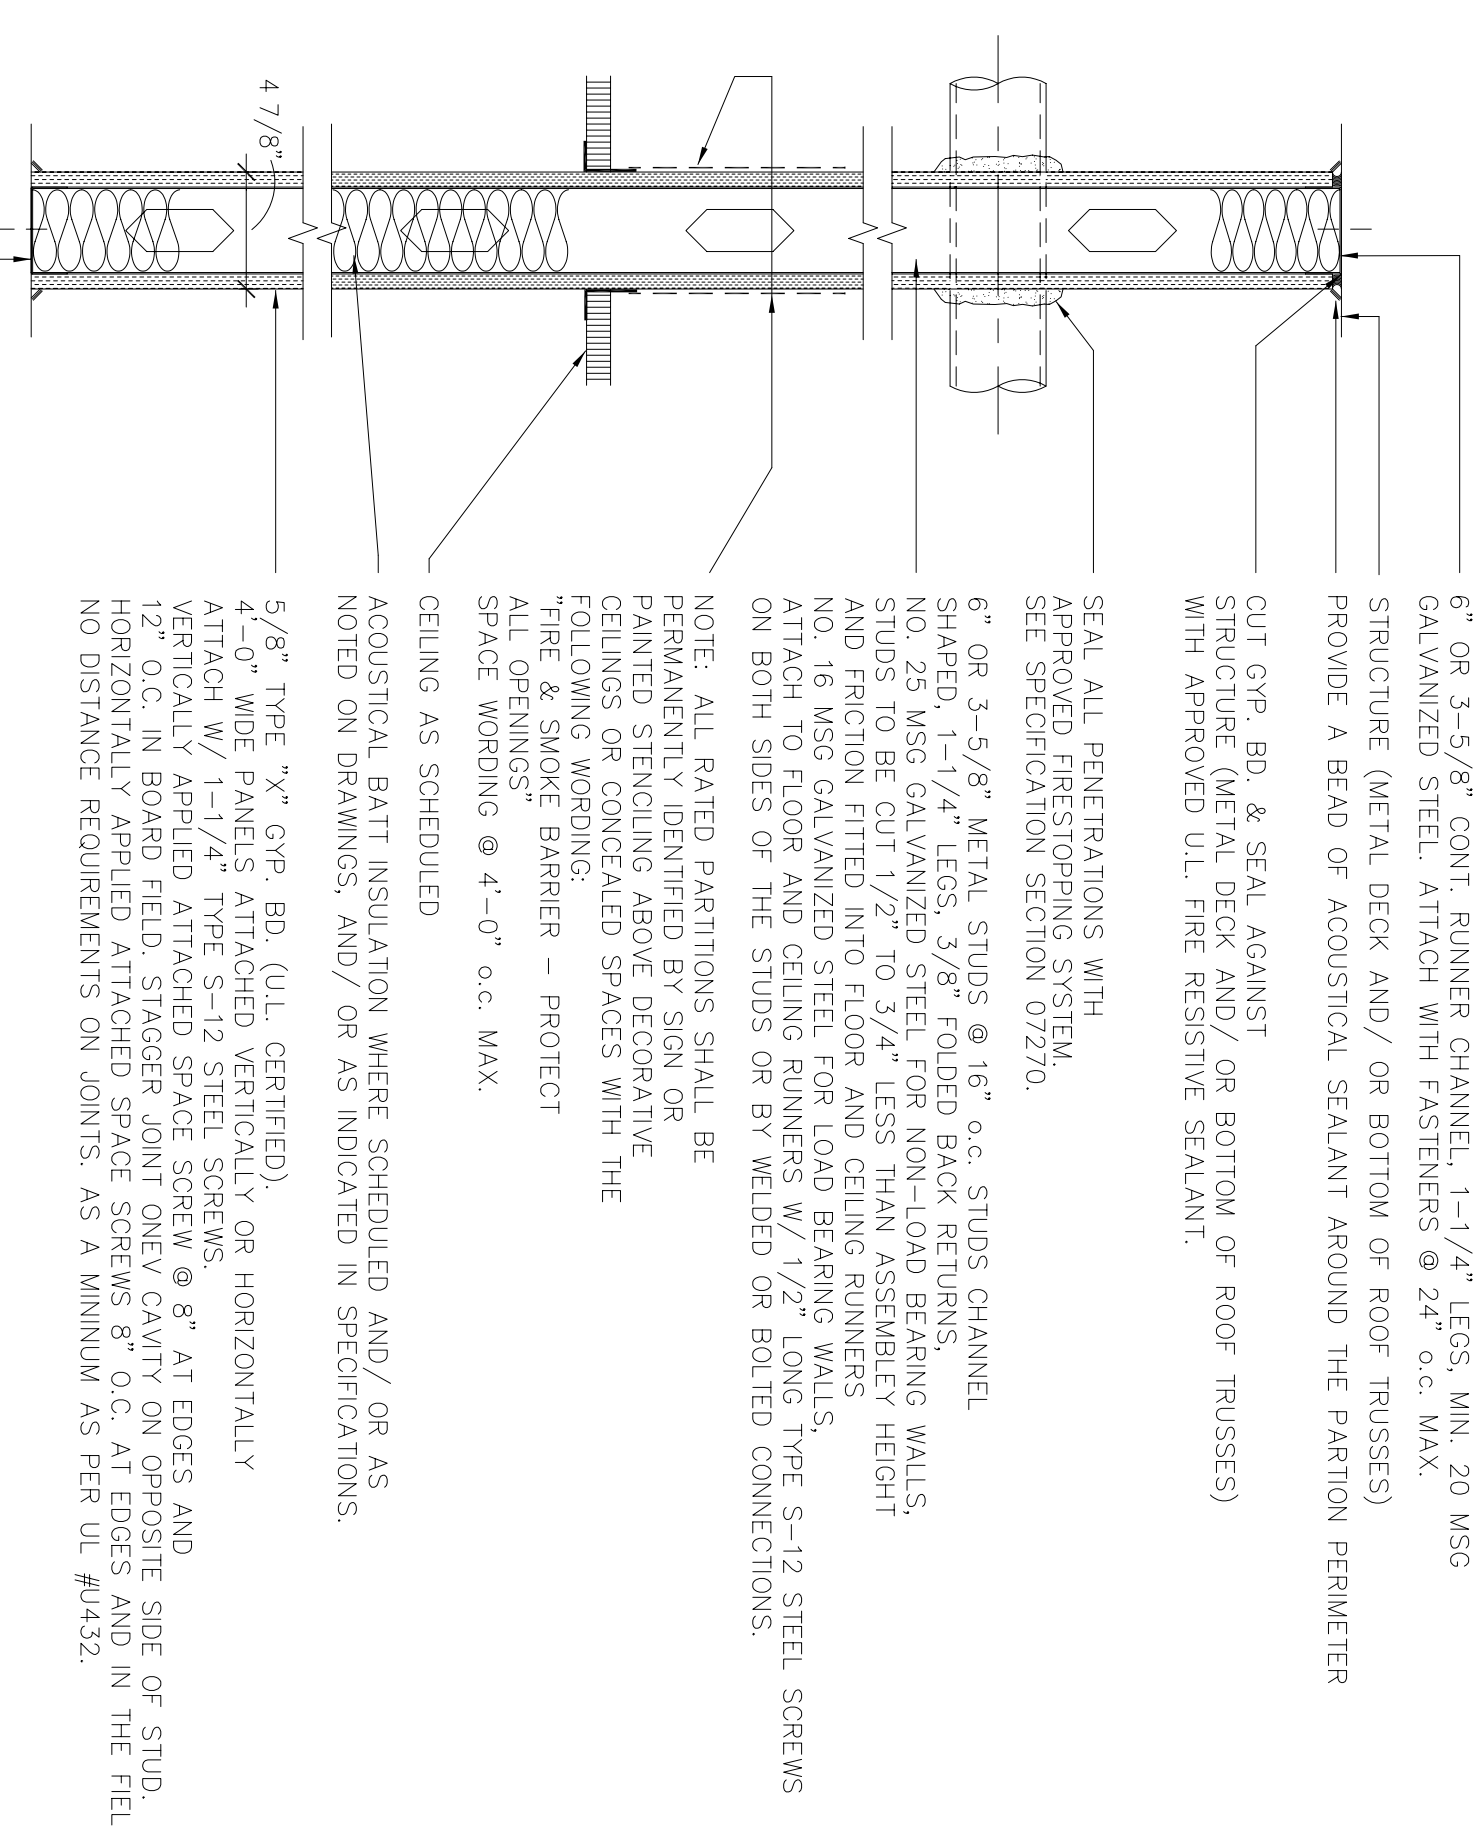 6" OR 3-5/8" CONT. RUNNER CHANNEL, 1-1/4" LEGS, MIN. 20 MSG
GALVANIZED STEEL. ATTACH WITH FASTENERS @ 24" o.c. MAX.
STRUCTURE (METAL DECK AND/ OR BOTTOM OF ROOF TRUSSES)
PROVIDE A BEAD OF ACOUSTICAL SEALANT AROUND THE PARTION PERIMETER
CUT GYP. BD. & SEAL AGAINST
STRUCTURE (METAL DECK AND/ OR BOTTOM OF ROOF TRUSSES)
WITH APPROVED U.L. FIRE RESISTIVE SEALANT.
SEAL ALL PENETRATIONS WITH
APPROVED FIRESTOPPING SYSTEM.
SEE SPECIFICATION SECTION 07270.
6" OR 3-5/8" METAL STUDS @ 16" o.c. STUDS CHANNEL
SHAPED, 1-1/4" LEGS, 3/8" FOLDED BACK RETURNS,
NO. 25 MSG GALVANIZED STEEL FOR NON-LOAD BEARING WALLS,
STUDS TO BE CUT 1/2" TO 3/4" LESS THAN ASSEMBLEY HEIGHT
AND FRICTION FITTED INTO FLOOR AND CEILING RUNNERS
NO. 16 MSG GALVANIZED STEEL FOR LOAD BEARING WALLS,
ATTACH TO FLOOR AND CEILING RUNNERS W/ 1/2" LONG TYPE S-12 STEEL SCREWS
ON BOTH SIDES OF THE STUDS OR BY WELDED OR BOLTED CONNECTIONS.
NOTE: ALL RATED PARTITIONS SHALL BE
PERMANENTLY IDENTIFIED BY SIGN OR
PAINTED STENCILING ABOVE DECORATIVE
CEILINGS OR CONCEALED SPACES WITH THE
FOLLOWING WORDING:
"FIRE & SMOKE BARRIER - PROTECT
ALL OPENINGS"
SPACE WORDING @ 4'-0" o.c. MAX.
CEILING AS SCHEDULED
ACOUSTICAL BATT INSULATION WHERE SCHEDULED AND/ OR AS
NOTED ON DRAWINGS, AND/ OR AS INDICATED IN SPECIFICATIONS.
4 7/8"
5/8" TYPE "X" GYP. BD. (U.L. CERTIFIED).
4'-0" WIDE PANELS ATTACHED VERTICALLY OR HORIZONTALLY
ATTACH W/ 1-1/4" TYPE S-12 STEEL SCREWS.
VERTICALLY APPLIED ATTACHED SPACE SCREW @ 8" AT EDGES AND
12" O.C. IN BOARD FIELD. STAGGER JOINT ONEV CAVITY ON OPPOSITE SIDE OF STUD.
HORIZONTALLY APPLIED ATTACHED SPACE SCREWS 8" O.C. AT EDGES AND IN THE FIEL
NO DISTANCE REQUIREMENTS ON JOINTS. AS A MININUM AS PER UL #U432.